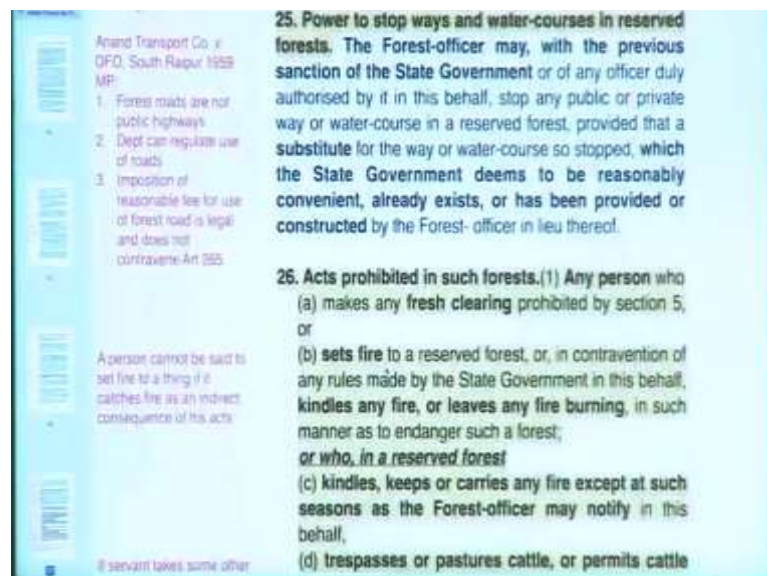 Anand Transport Co. v
DFO, South Raipur 1959
MP:
1. Forest roads are not
public highways
2. Dept can regulate use
of roads
3. Imposition of
reasonable fee for use
of forest road is legal
and does not
contravene Art 265.
A person cannot be said to
set fire to a thing if it
catches fire as an indirect
consequence of his acts
If servant takes some other
25. Power to stop ways and water-courses in reserved
forests. The Forest-officer may, with the previous
sanction of the State Government or of any officer duly
authorised by it in this behalf, stop any public or private
way or water-course in a reserved forest, provided that a
substitute for the way or water-course so stopped, which
the State Government deems to be reasonably
convenient, already exists, or has been provided or
constructed by the Forest- officer in lieu thereof.
26. Acts prohibited in such forests.(1) Any person who
(a) makes any fresh clearing prohibited by section 5,
or
(b) sets fire to a reserved forest, or, in contravention of
any rules made by the State Government in this behalf,
kindles any fire, or leaves any fire burning, in such
manner as to endanger such a forest;
or who, in a reserved forest
(c) kindles, keeps or carries any fire except at such
seasons as the Forest-officer may notify in this
behalf,
(d) trespasses or pastures cattle, or permits cattle